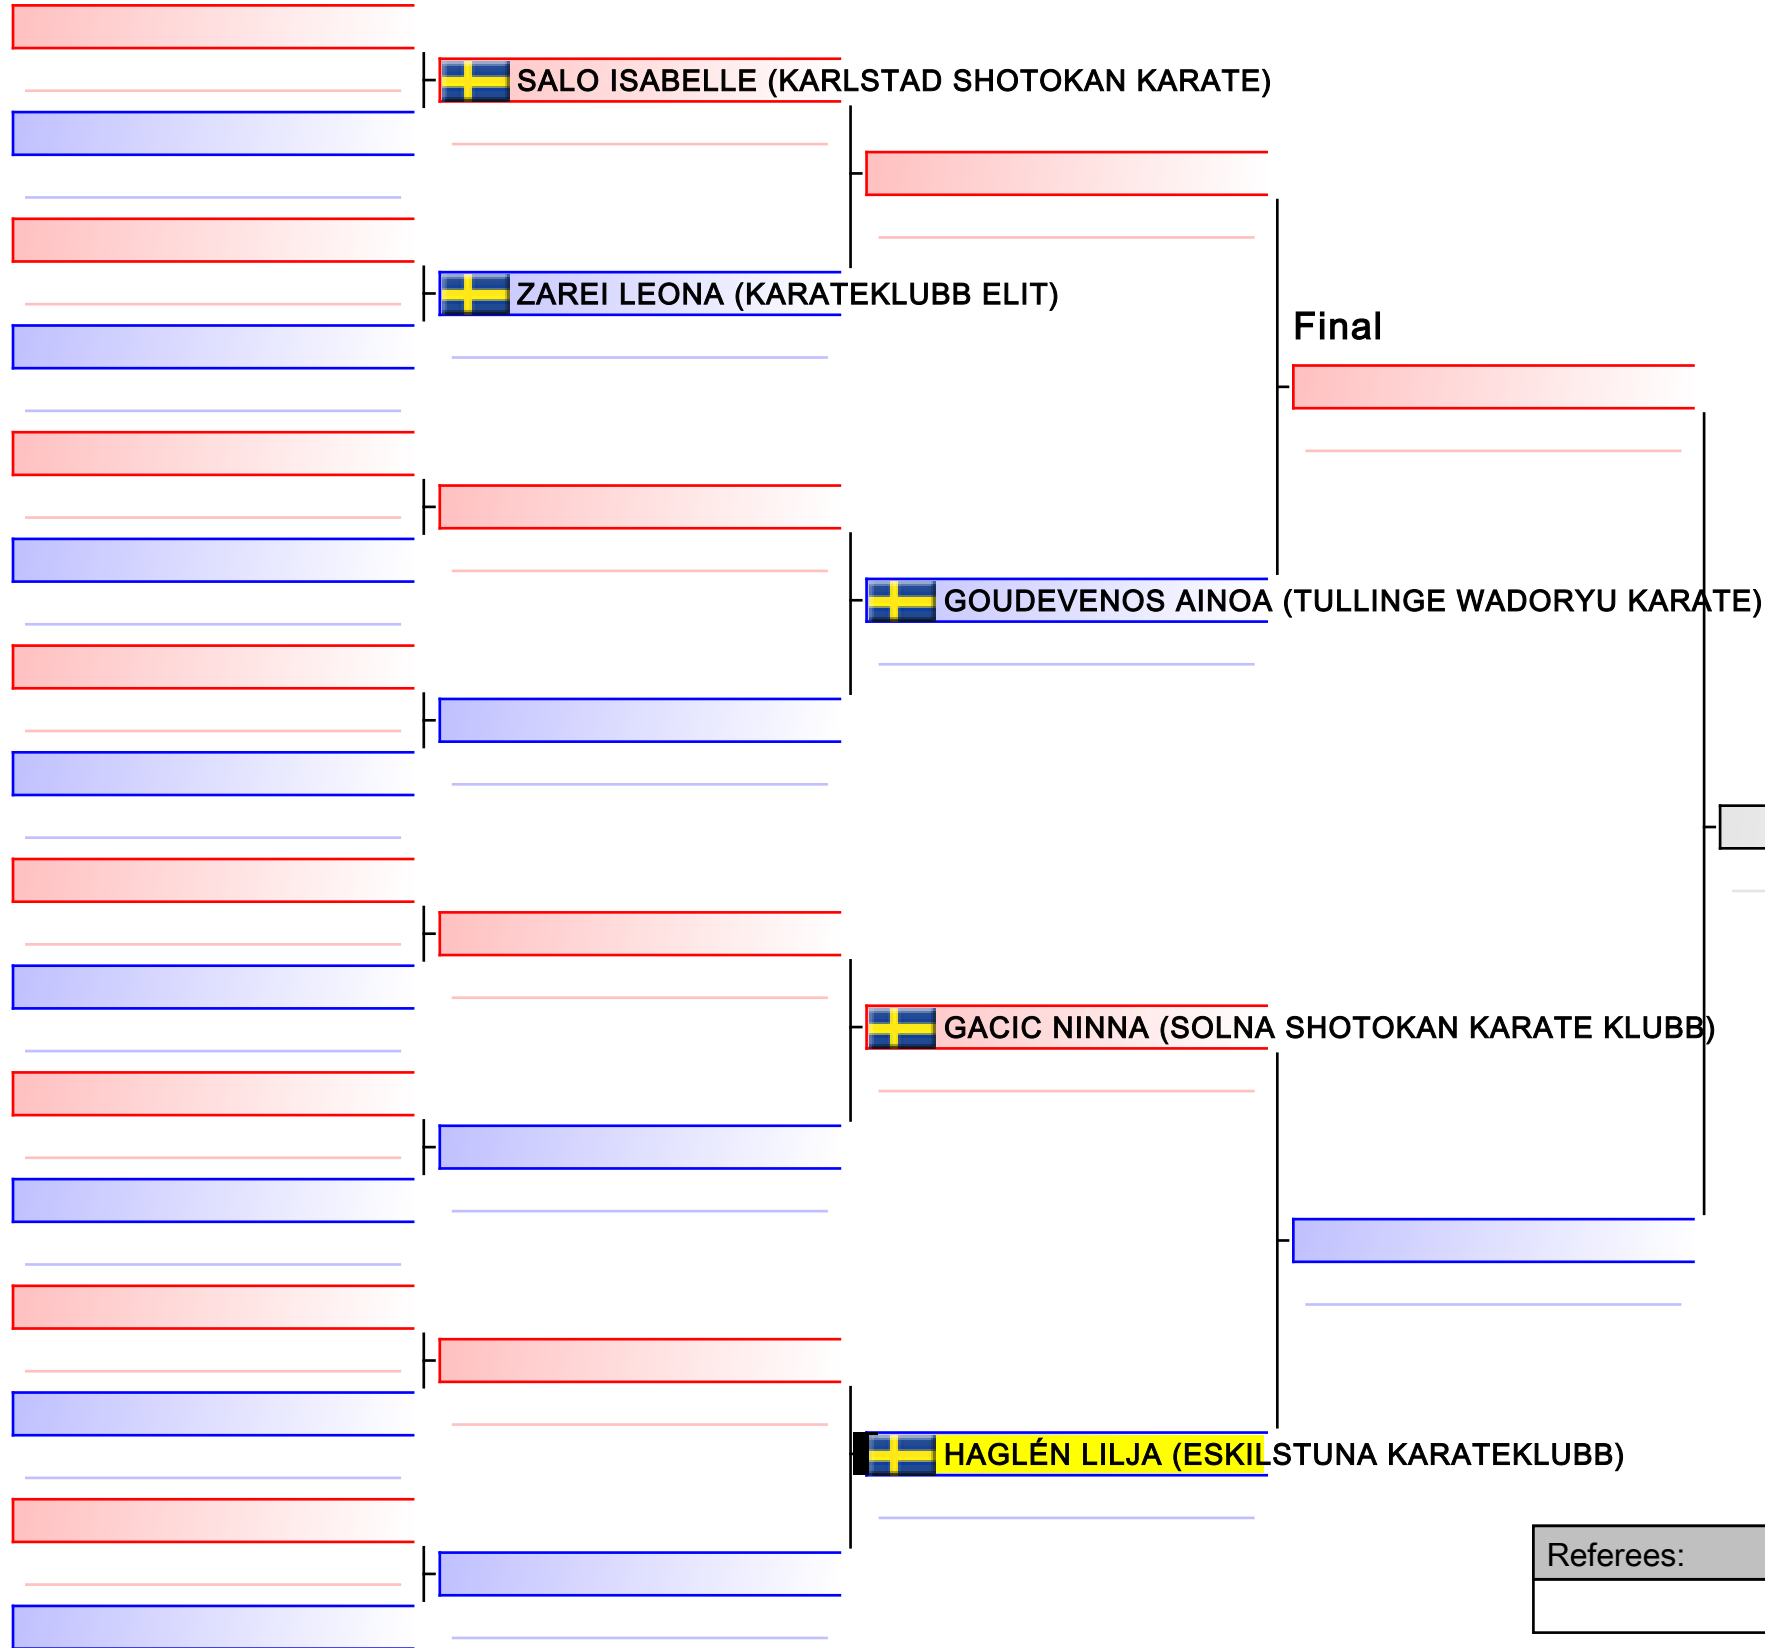 SALO ISABELLE (KARLSTAD SHOTOKAN KARATE)
ZAREI LEONA (KARATEKLUBB ELIT)
Final
GOUDEVENOS AINOA (TULLINGE WADORYU KARATE)
GACIC NINNA (SOLNA SHOTOKAN KARATE KLUBB)
HAGLÉN LILJA (ESKILSTUNA KARATEKLUBB)
Referees: